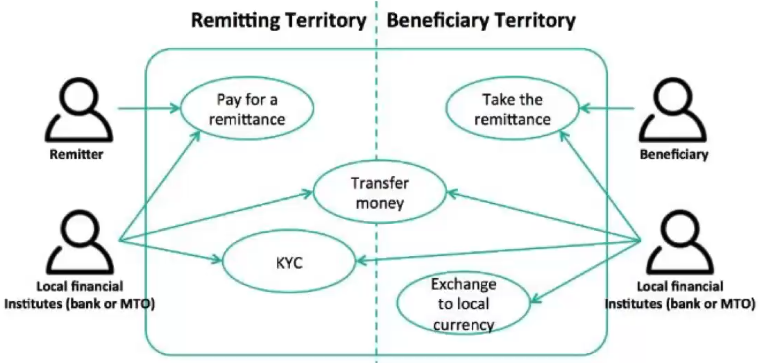 Remitting Territory
Beneficiary Territory
Pay for a
remittance
Take the
remittance
Remitter
Beneficiary
Transfer
money
KYC
Local financial
Institutes (bank or MTO)
Exchange
to local
currency
Local financial
Institutes (bank or MTO)